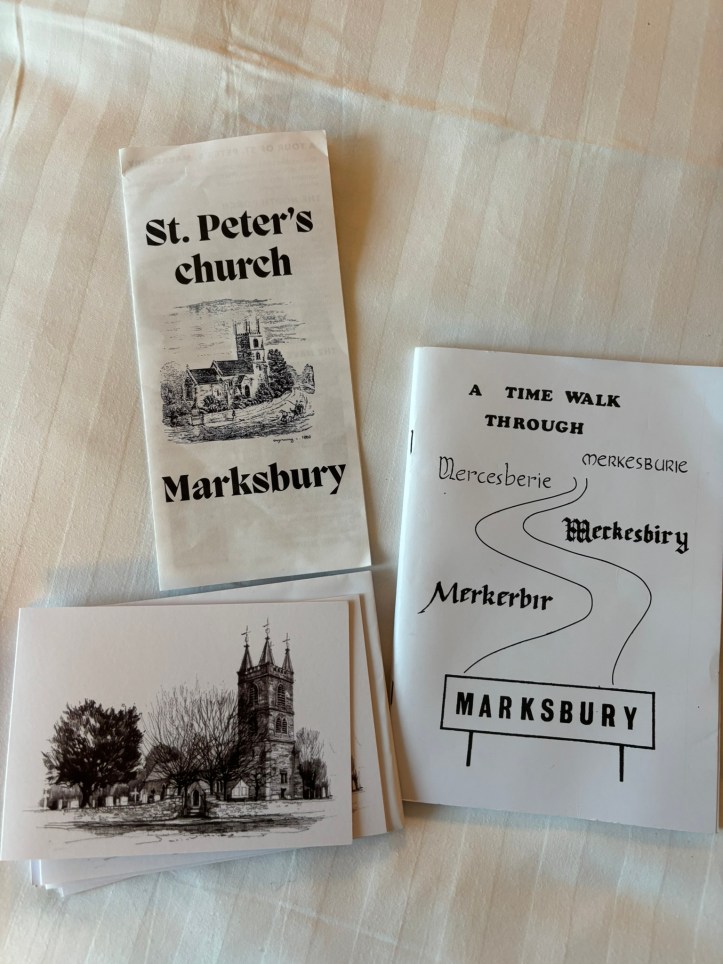 St. Peter's
church
Marksbury
A TIME WALK
THROUGH
Mercesberie
MERKESBURIE
Merkesbiry
Merkerbir
MARKSBURY